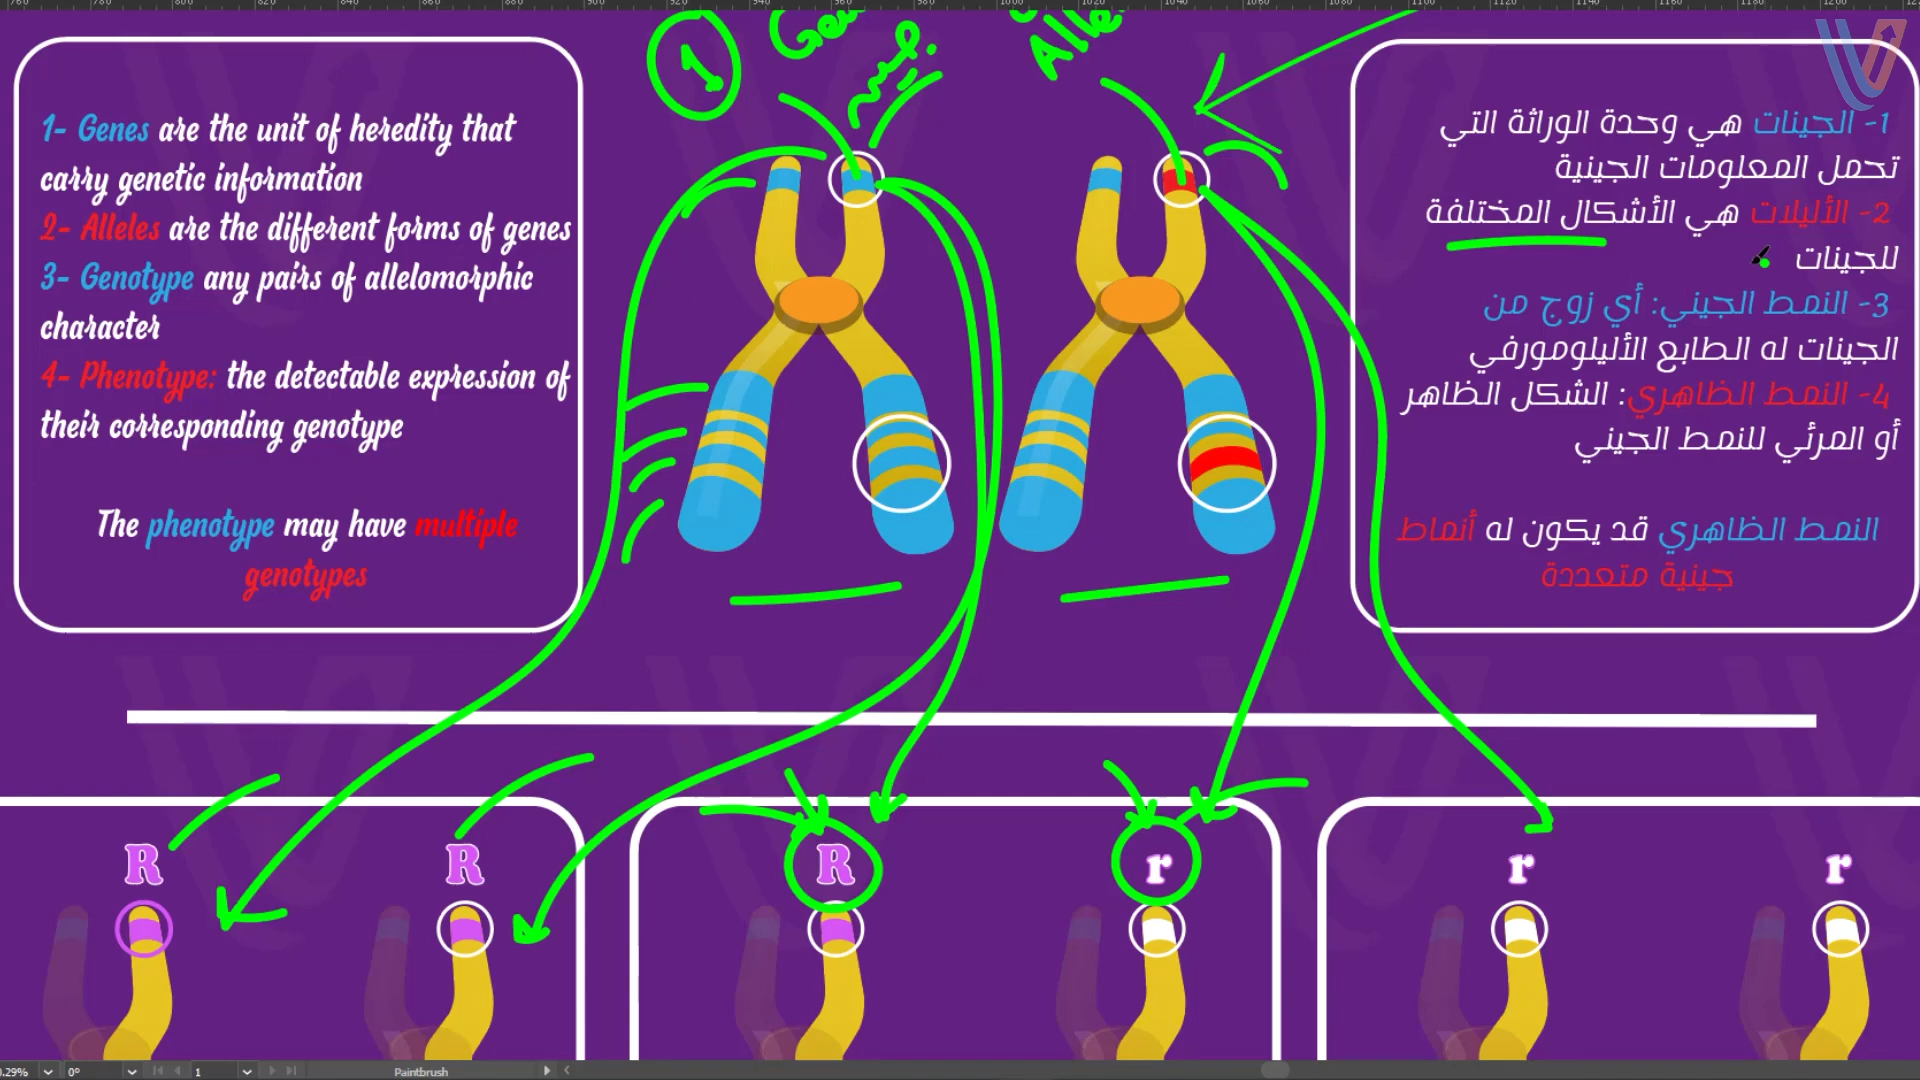 1- Genes are the unit of heredity that
carry genetic information
2- Alleles are the different forms of genes
3- Genotype any pairs of allelomorphic
character
4- Phenotype: the detectable expression of
their corresponding genotype
The phenotype may have multiple
genotypes
1
1- الجينات هي وحدة الوراثة التي
تحمل المعلومات الجينية
2- الأليلات هي الأشكال المختلفة
للجينات
3- النمط الجيني: أي زوج من
الجينات له الطابع الأليلومورفي
4- النمط الظاهري: الشكل الظاهر
أو المرئي للنمط الجيني
النمط الظاهري قد يكون له أنماط
جينية متعددة
R R R r r r
0° 1 Paintbrush